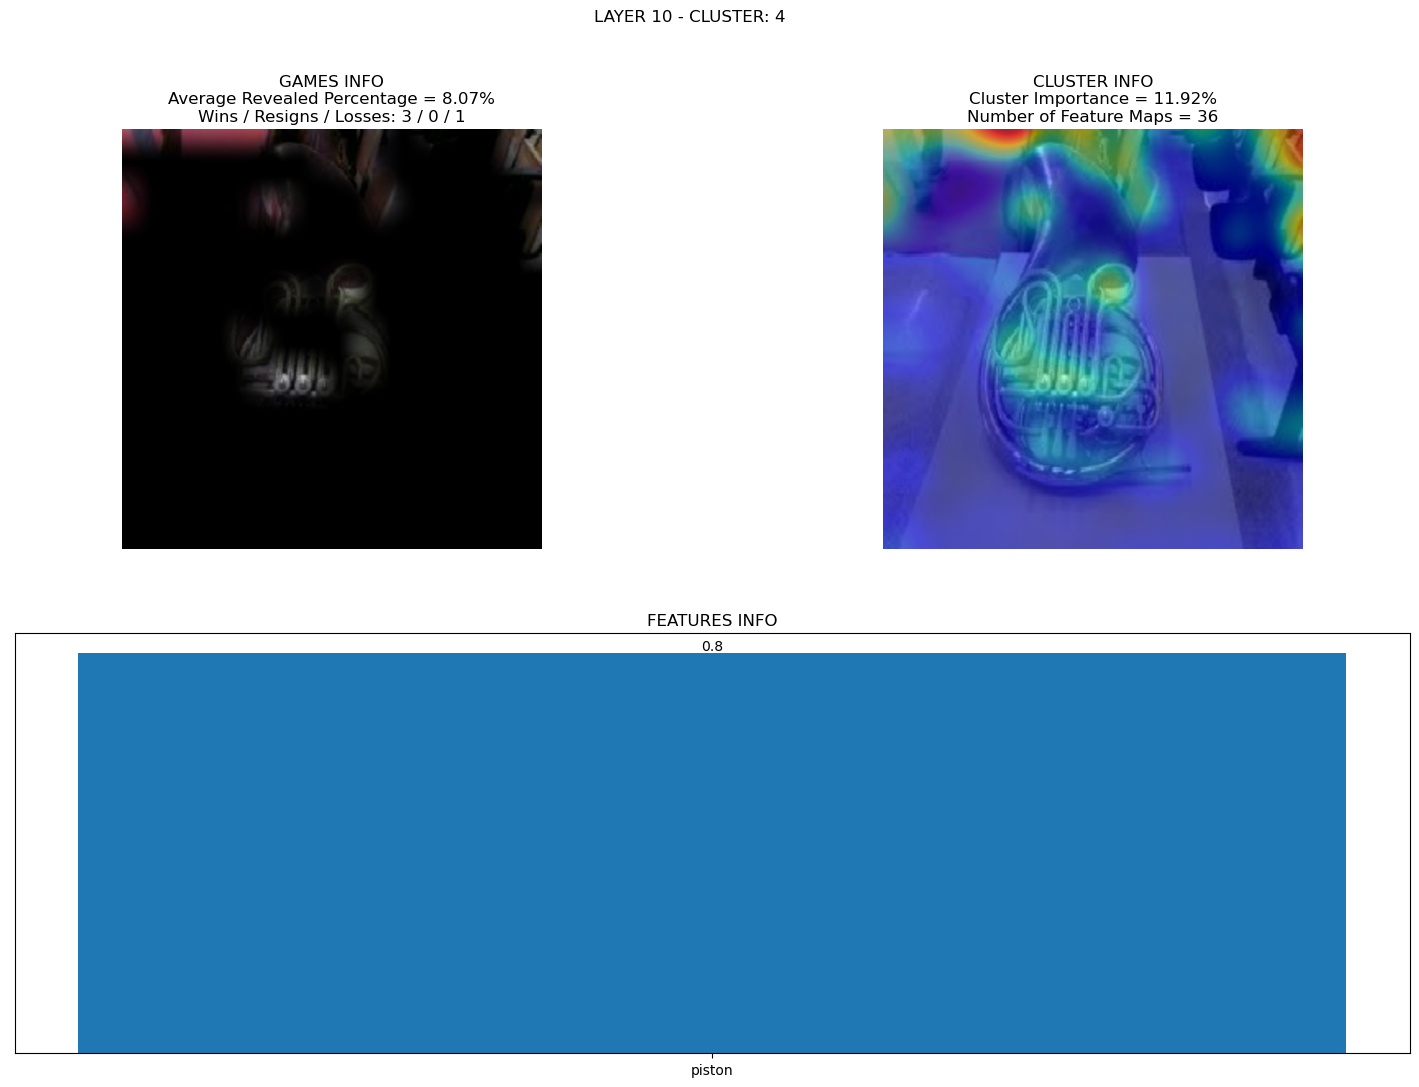 LAYER 10 - CLUSTER: 4
GAMES INFO
Average Revealed Percentage = 8.07%
Wins / Resigns / Losses: 3 / 0 / 1
CLUSTER INFO
Cluster Importance = 11.92%
Number of Feature Maps = 36
FEATURES INFO
0.8
piston